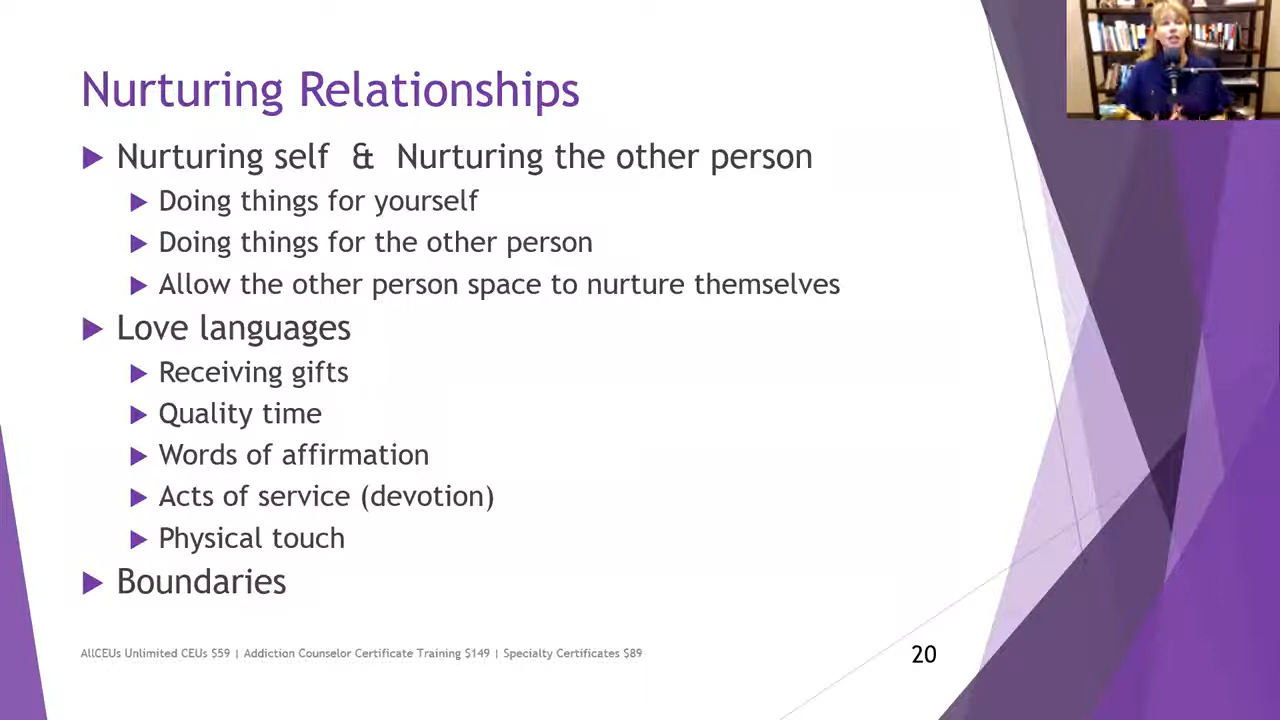 Nurturing Relationships
Nurturing self & Nurturing the other person
Doing things for yourself
Doing things for the other person
Allow the other person space to nurture themselves
Love languages
Receiving gifts
Quality time
Words of affirmation
Acts of service (devotion)
Physical touch
Boundaries
AllCEUs Unlimited CEUs $59 | Addiction Counselor Certificate Training $149 | Specialty Certificates $89
20